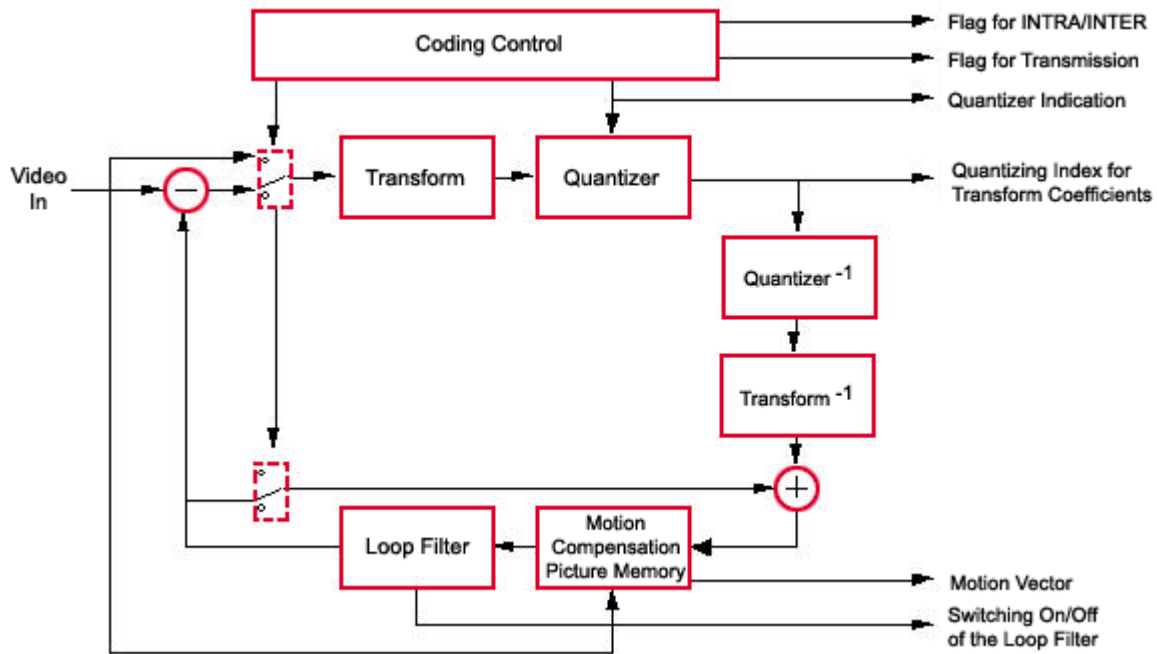 Coding Control
Flag for INTRA/INTER
Flag for Transmission
Quantizer Indication
Video
In
−
Transform
Quantizer
Quantizing Index for
Transform Coefficients
Quantizer -1
Transform -1
+
Loop Filter
Motion
Compensation
Picture Memory
Motion Vector
Switching On/Off
of the Loop Filter